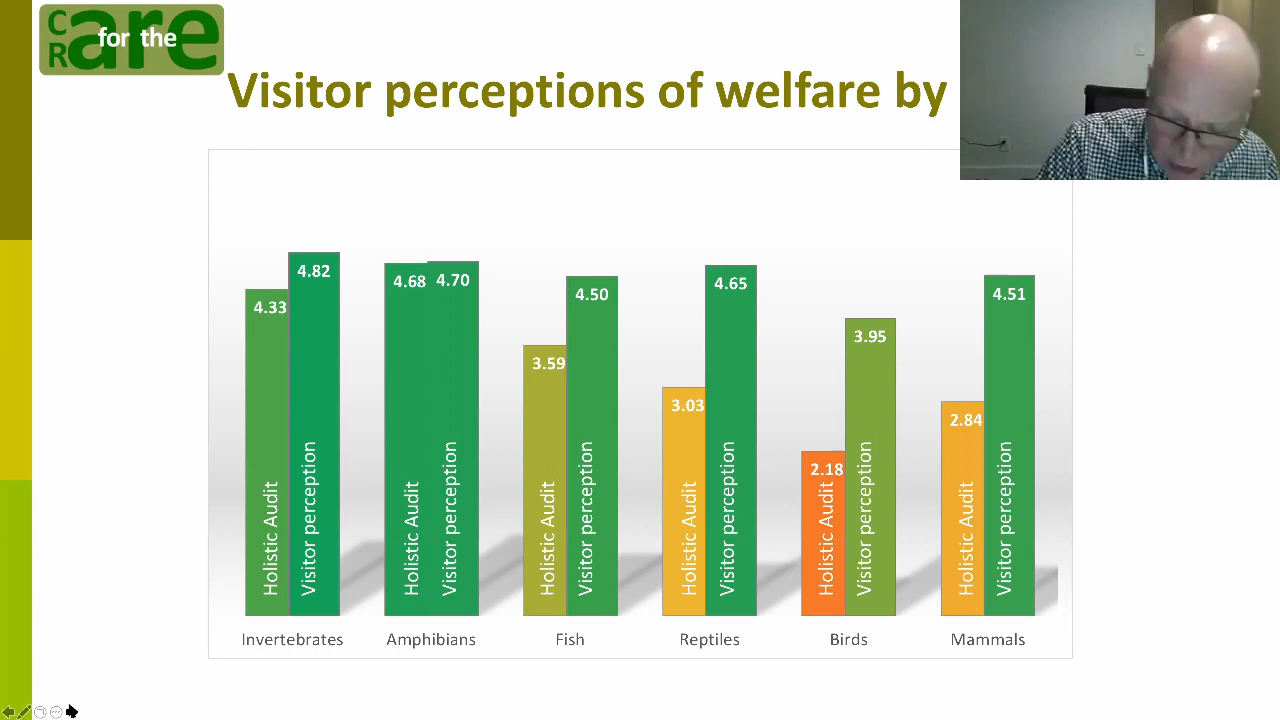 C are
R for the
Visitor perceptions of welfare by
4.33 4.82 4.68 4.70 3.59 4.50 3.03 4.65 2.18 3.95 2.84 4.51
Holistic Audit Visitor perception Holistic Audit Visitor perception Holistic Audit Visitor perception Holistic Audit Visitor perception Holistic Audit Visitor perception Holistic Audit Visitor perception
Invertebrates Amphibians Fish Reptiles Birds Mammals